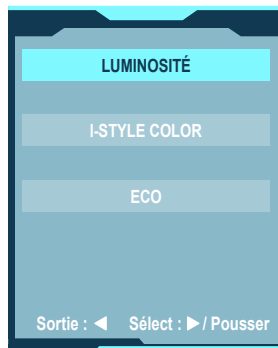 LUMINOSITÉ
I-STYLE COLOR
ECO
Sortie : ◀ Sélect : ▶ / Pousser